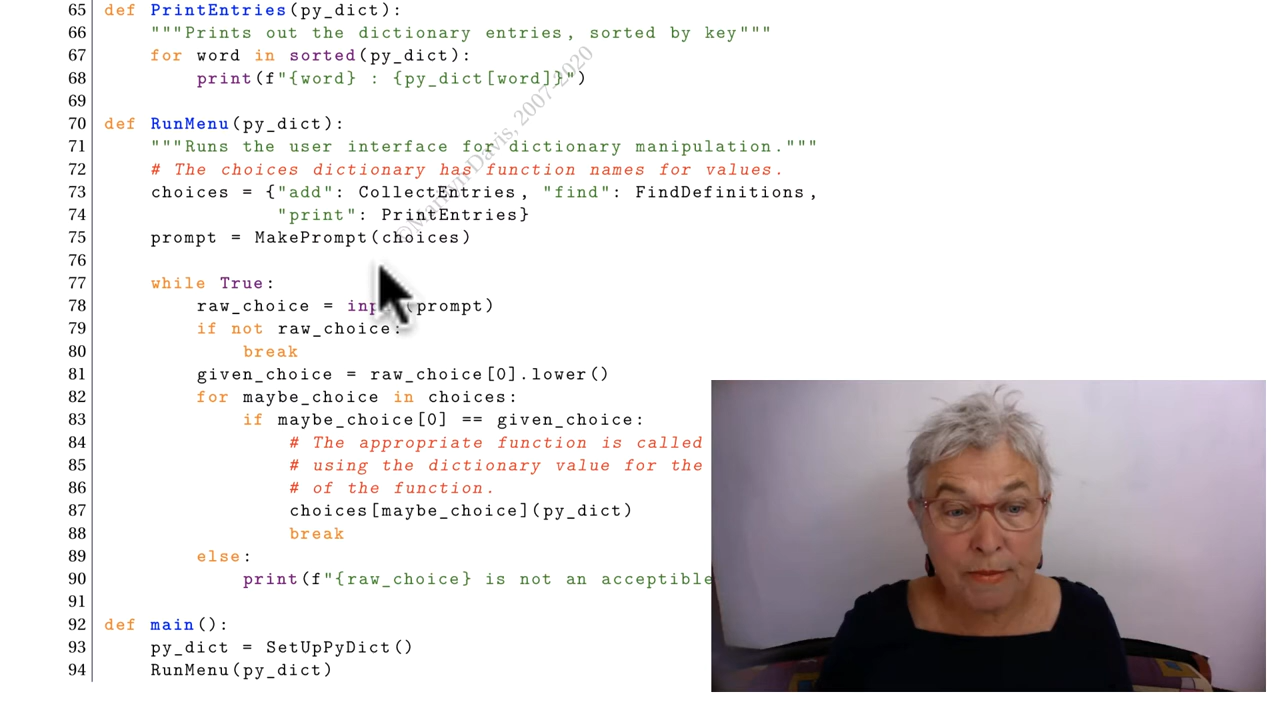 65 def PrintEntries(py_dict):
66 """Prints out the dictionary entries, sorted by key"""
67 for word in sorted(py_dict):
68 print(f"{word} : {py_dict[word]}")
69
70 def RunMenu(py_dict):
71 """Runs the user interface for dictionary manipulation."""
72 # The choices dictionary has function names for values.
73 choices = {"add": CollectEntries, "find": FindDefinitions,
74 "print": PrintEntries}
75 prompt = MakePrompt(choices)
76
77 while True:
78 raw_choice = input(prompt)
79 if not raw_choice:
80 break
81 given_choice = raw_choice[0].lower()
82 for maybe_choice in choices:
83 if maybe_choice[0] == given_choice:
84 # The appropriate function is called
85 # using the dictionary value for the
86 # of the function.
87 choices[maybe_choice](py_dict)
88 break
89 else:
90 print(f"{raw_choice} is not an acceptible
91
92 def main():
93 py_dict = SetUpPyDict()
94 RunMenu(py_dict)
Davis, 2007-2020